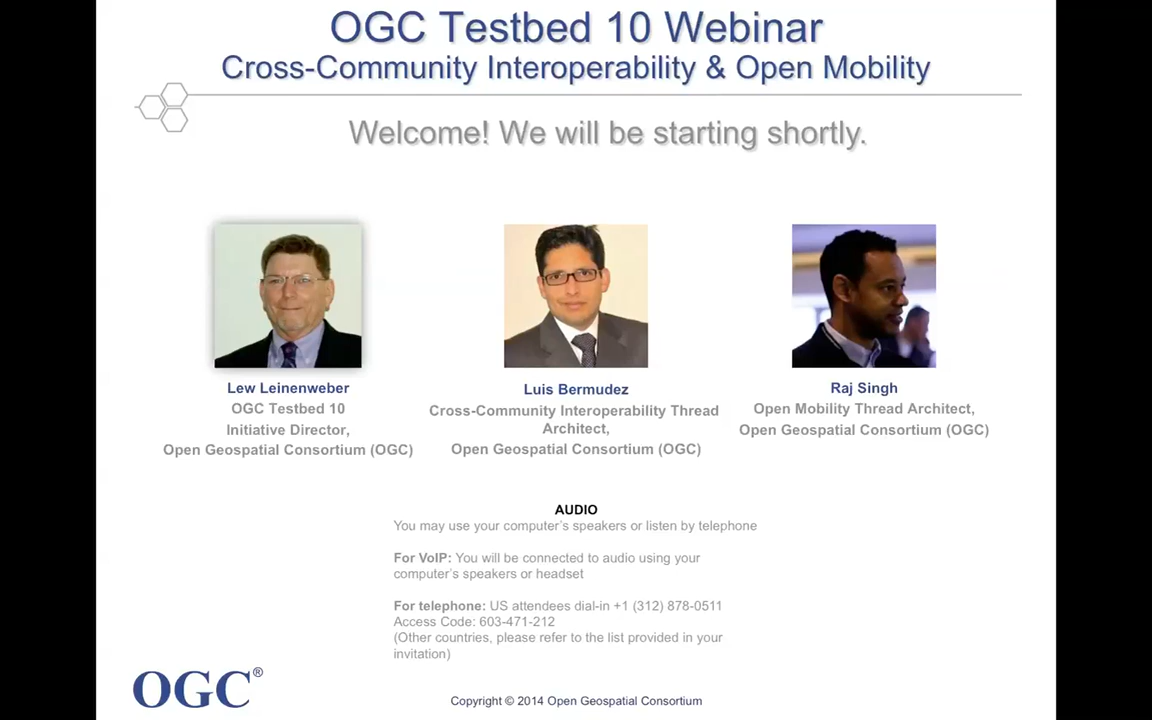 OGC Testbed 10 Webinar
Cross-Community Interoperability & Open Mobility
Welcome! We will be starting shortly.
Lew Leinenweber
OGC Testbed 10
Initiative Director,
Open Geospatial Consortium (OGC)
Luis Bermudez
Cross-Community Interoperability Thread
Architect,
Open Geospatial Consortium (OGC)
Raj Singh
Open Mobility Thread Architect,
Open Geospatial Consortium (OGC)
AUDIO
You may use your computer’s speakers or listen by telephone
For VoIP: You will be connected to audio using your
computer’s speakers or headset
For telephone: US attendees dial-in +1 (312) 878-0511
Access Code: 603-471-212
(Other countries, please refer to the list provided in your
invitation)
OGC®
Copyright © 2014 Open Geospatial Consortium